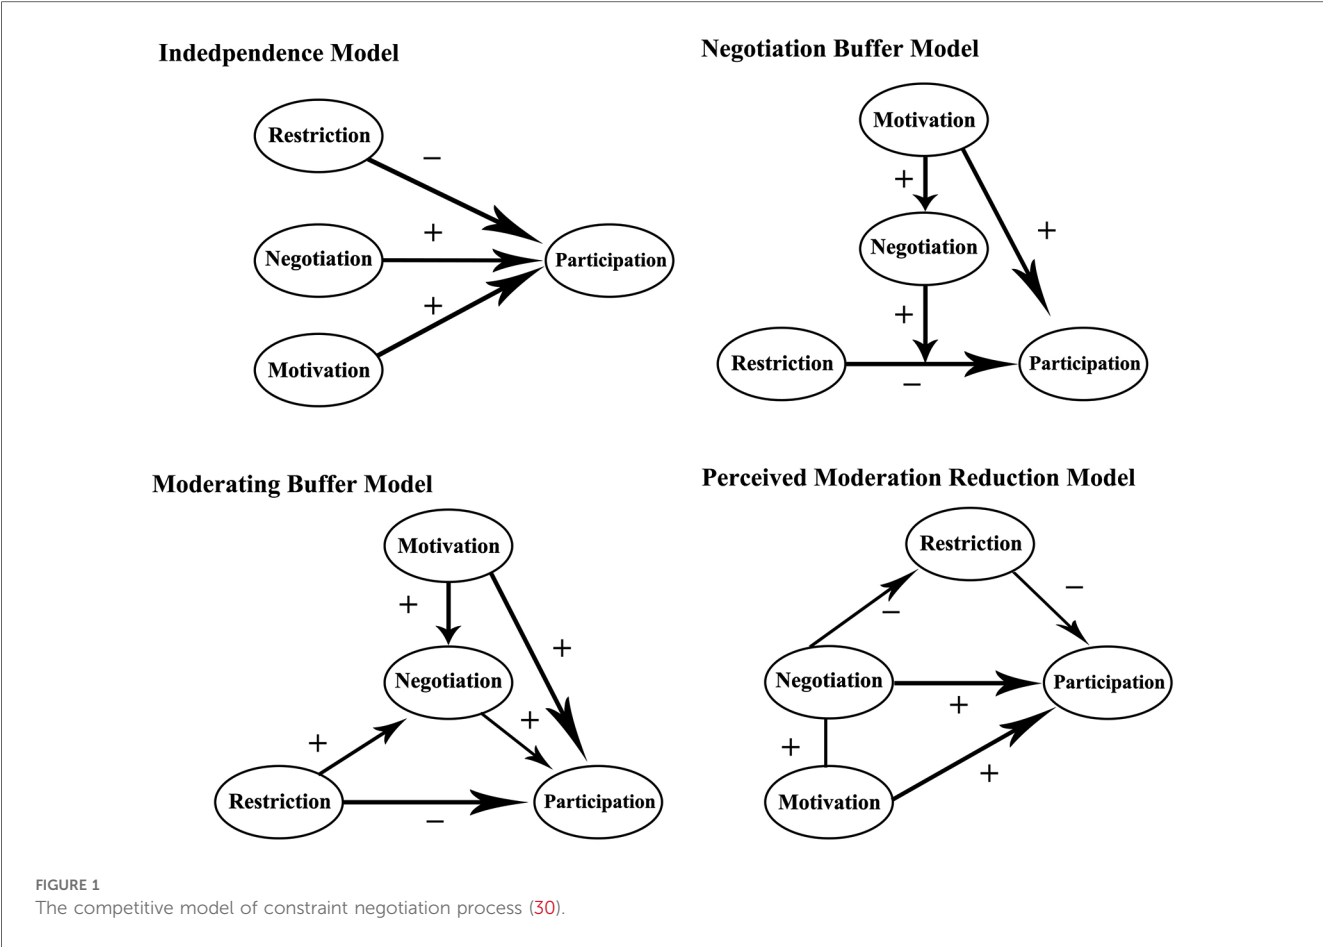 Indedpendence Model
Restriction
−
Negotiation
+
Participation
+
Motivation
Negotiation Buffer Model
Motivation
+
Negotiation
+
+
Restriction
−
Participation
Moderating Buffer Model
Motivation
+
+
Negotiation
+
+
Restriction
−
Participation
Perceived Moderation Reduction Model
Restriction
−
−
Negotiation
+
Participation
+
+
Motivation
FIGURE 1
The competitive model of constraint negotiation process (30).